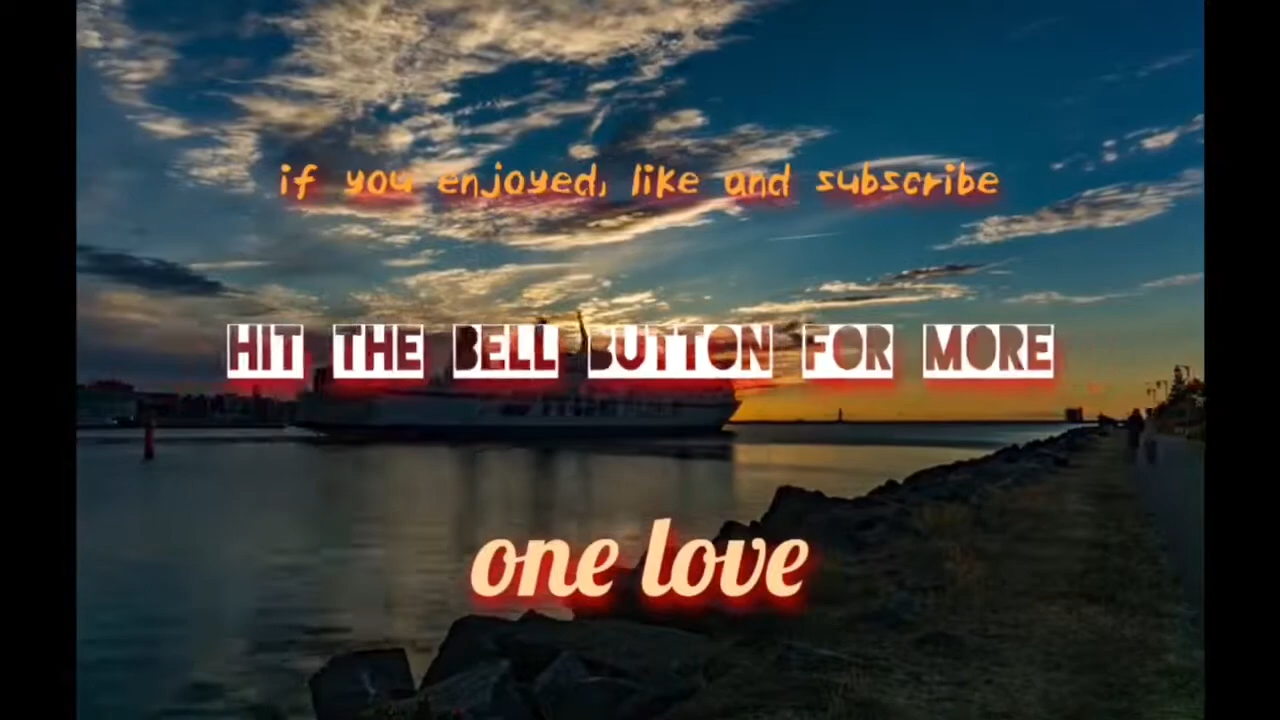 if you enjoyed, like and subscribe
HIT THE BELL BUTTON FOR MORE
one love